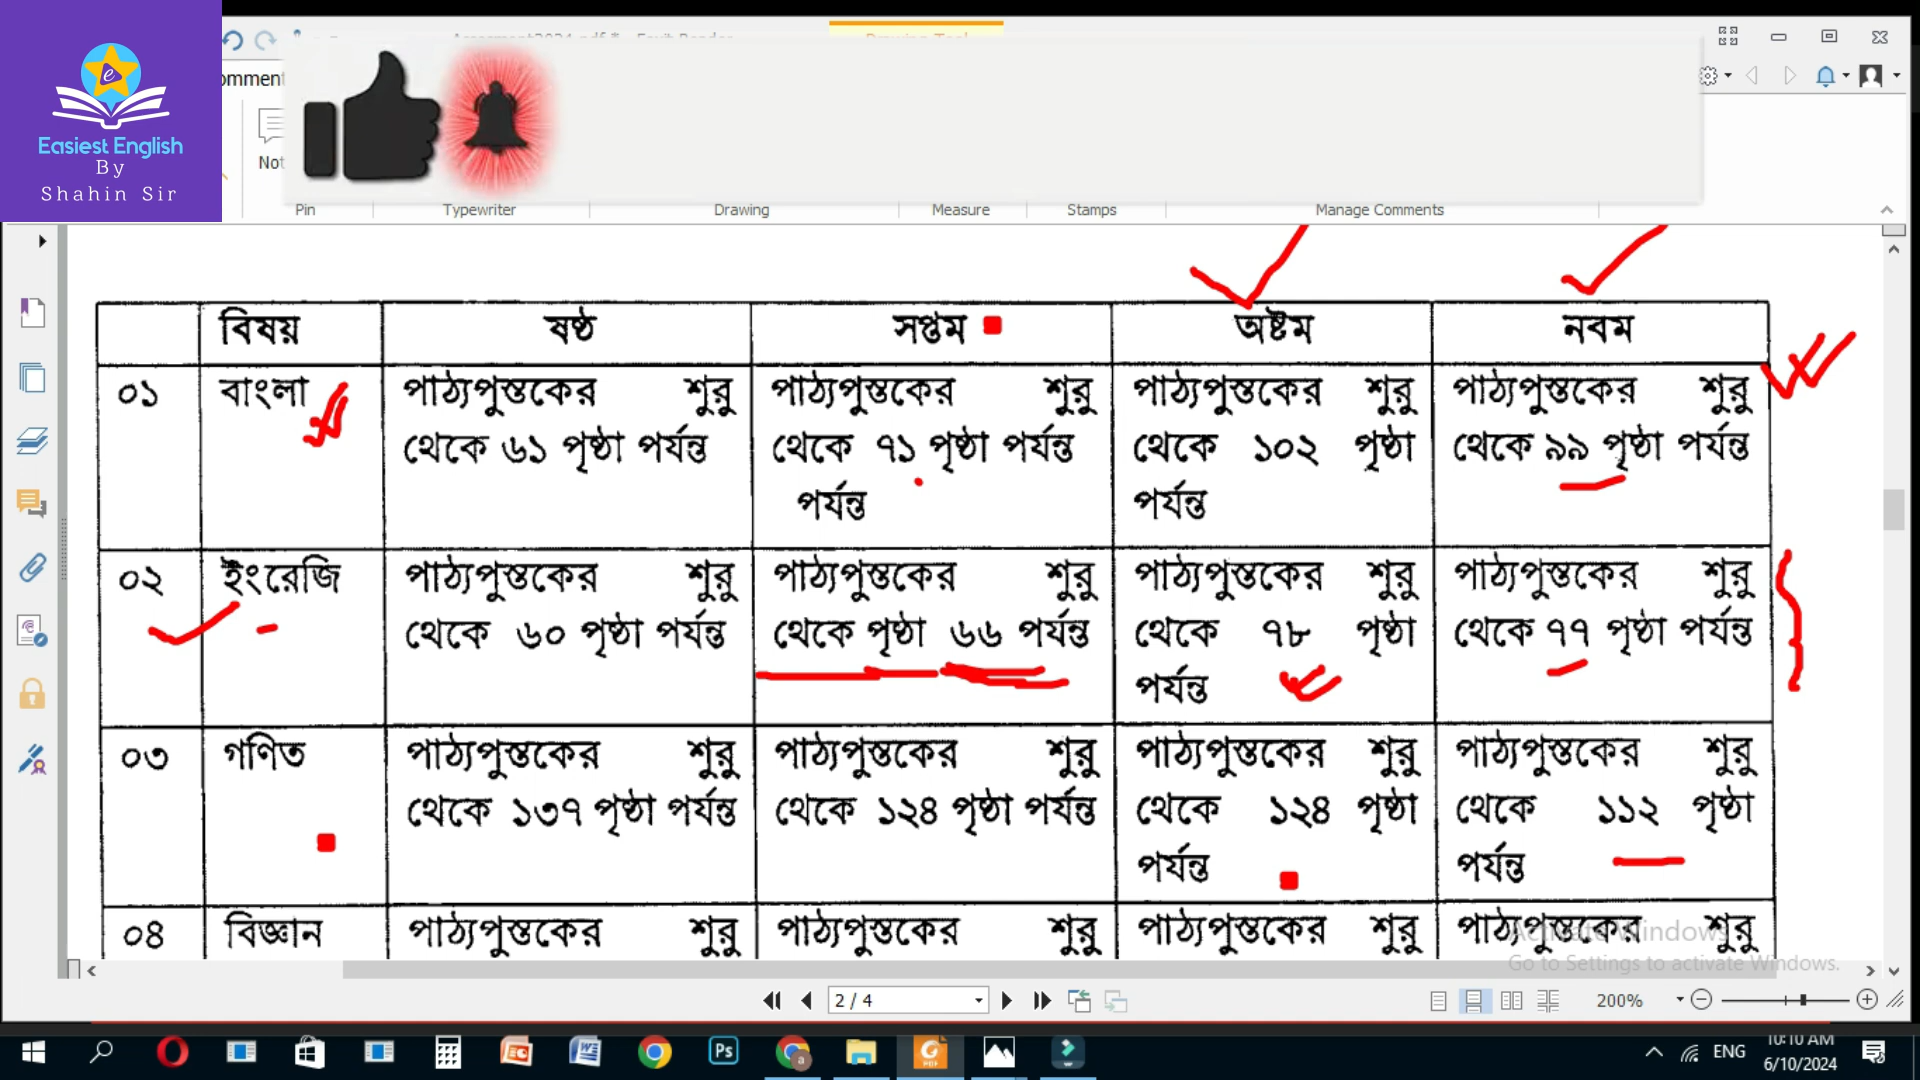 Easiest English
By
Shahin Sir
Pin
Typewriter
Drawing
Measure
Stamps
Manage Comments
বিষয় ষষ্ঠ সপ্তম অষ্টম নবম
০১ বাংলা পাঠ্যপুস্তকের শুরু পাঠ্যপুস্তকের শুরু পাঠ্যপুস্তকের শুরু পাঠ্যপুস্তকের শুরু
থেকে ৬১ পৃষ্ঠা পর্যন্ত থেকে ৭১ পৃষ্ঠা পর্যন্ত থেকে ১০২ পৃষ্ঠা থেকে ৯৯ পৃষ্ঠা পর্যন্ত
পর্যন্ত পর্যন্ত
০২ ইংরেজি পাঠ্যপুস্তকের শুরু পাঠ্যপুস্তকের শুরু পাঠ্যপুস্তকের শুরু পাঠ্যপুস্তকের শুরু
থেকে ৬০ পৃষ্ঠা পর্যন্ত থেকে পৃষ্ঠা ৬৬ পর্যন্ত থেকে ৭৮ পৃষ্ঠা থেকে ৭৭ পৃষ্ঠা পর্যন্ত
পর্যন্ত
০৩ গণিত পাঠ্যপুস্তকের শুরু পাঠ্যপুস্তকের শুরু পাঠ্যপুস্তকের শুরু পাঠ্যপুস্তকের শুরু
থেকে ১৩৭ পৃষ্ঠা পর্যন্ত থেকে ১২৪ পৃষ্ঠা পর্যন্ত থেকে ১২৪ পৃষ্ঠা থেকে ১১২ পৃষ্ঠা
পর্যন্ত পর্যন্ত
০৪ বিজ্ঞান পাঠ্যপুস্তকের শুরু পাঠ্যপুস্তকের শুরু পাঠ্যপুস্তকের শুরু পাঠ্যপুস্তকের শুরু
Activate Windows
Go to Settings to activate Windows.
2 / 4
200%
ENG
10:10 AM
6/10/2024